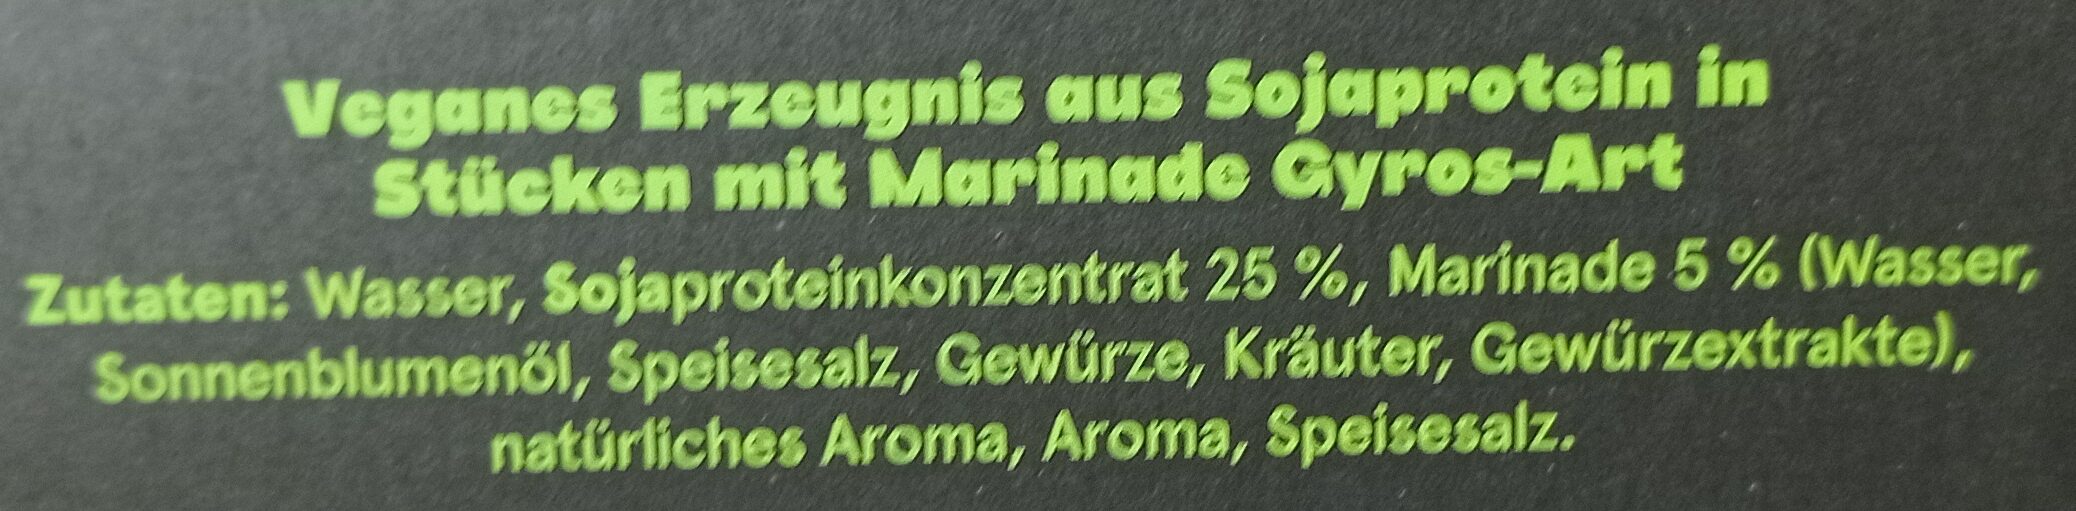 Veganes Erzeugnis aus Sojaprotein in
Stücken mit Marinade Gyros-Art
Zutaten: Wasser, Sojaproteinkonzentrat 25 %, Marinade 5 % (Wasser,
Sonnenblumenöl, Speisesalz, Gewürze, Kräuter, Gewürzextrakte),
natürliches Aroma, Aroma, Speisesalz.